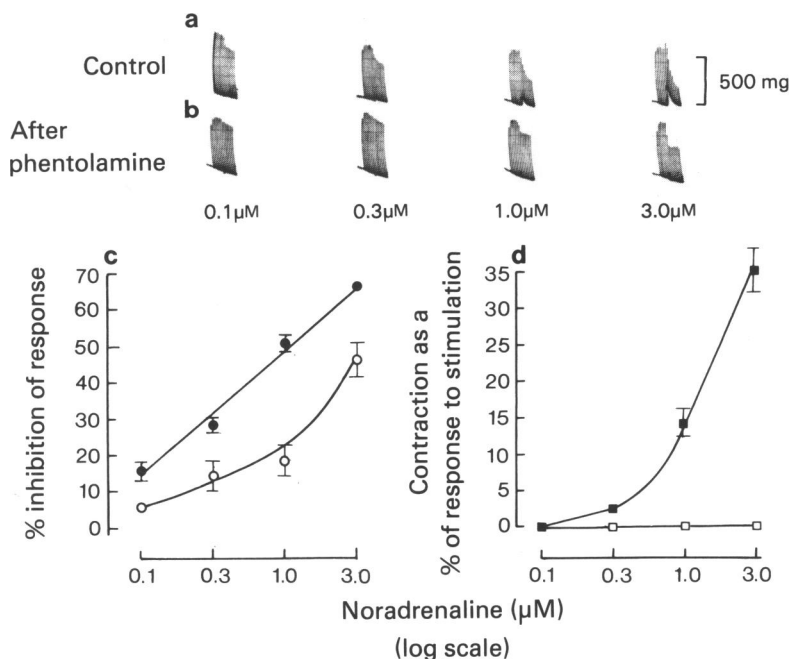 a
Control
500 mg
b
After
phentolamine
0.1μM
0.3μM
1.0μM
3.0μM
c
% inhibition of response
70
60
50
40
30
20
10
0
0.1
0.3
1.0
3.0
d
Contraction as a
% of response to stimulation
35
30
25
20
15
10
5
0
0.1
0.3
1.0
3.0
Noradrenaline (μM)
(log scale)